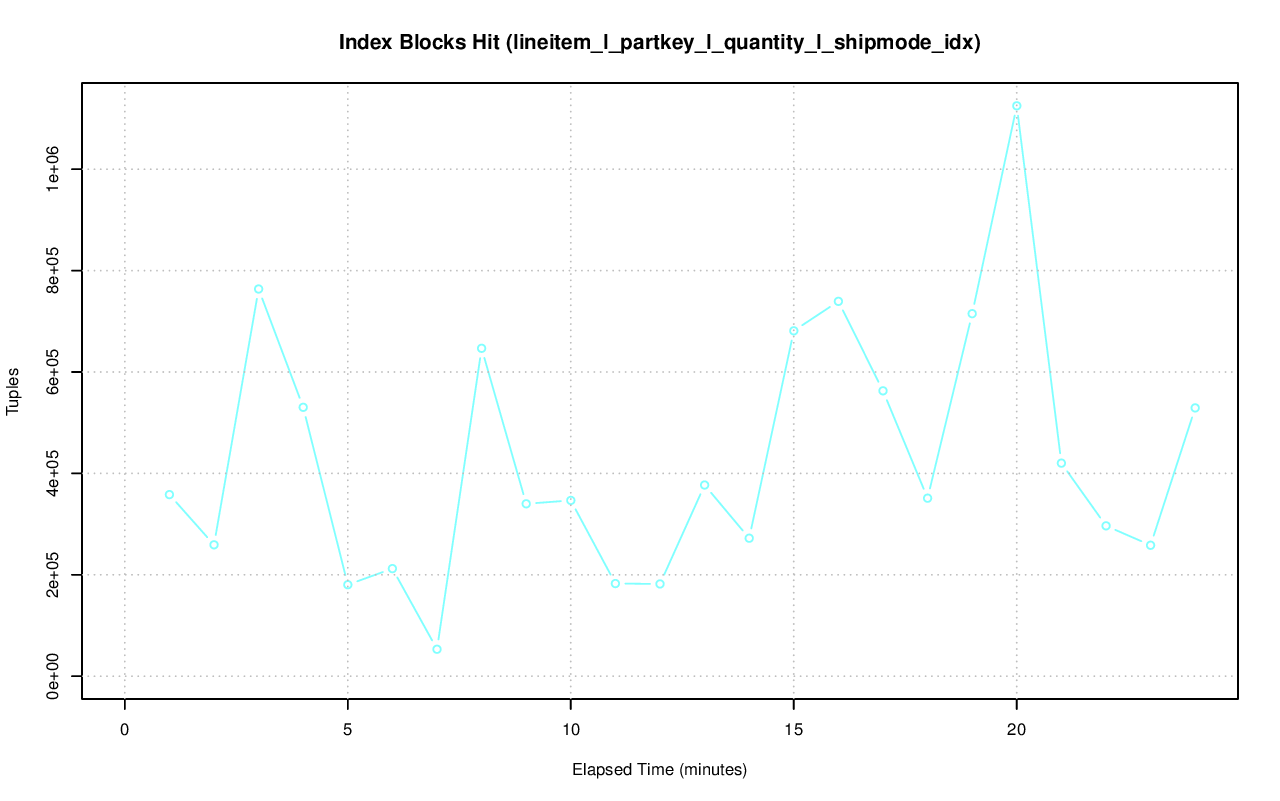 Index Blocks Hit (lineitem_l_partkey_l_quantity_l_shipmode_idx)
Tuples
1e+06
8e+05
6e+05
4e+05
2e+05
0e+00
0 5 10 15 20
Elapsed Time (minutes)